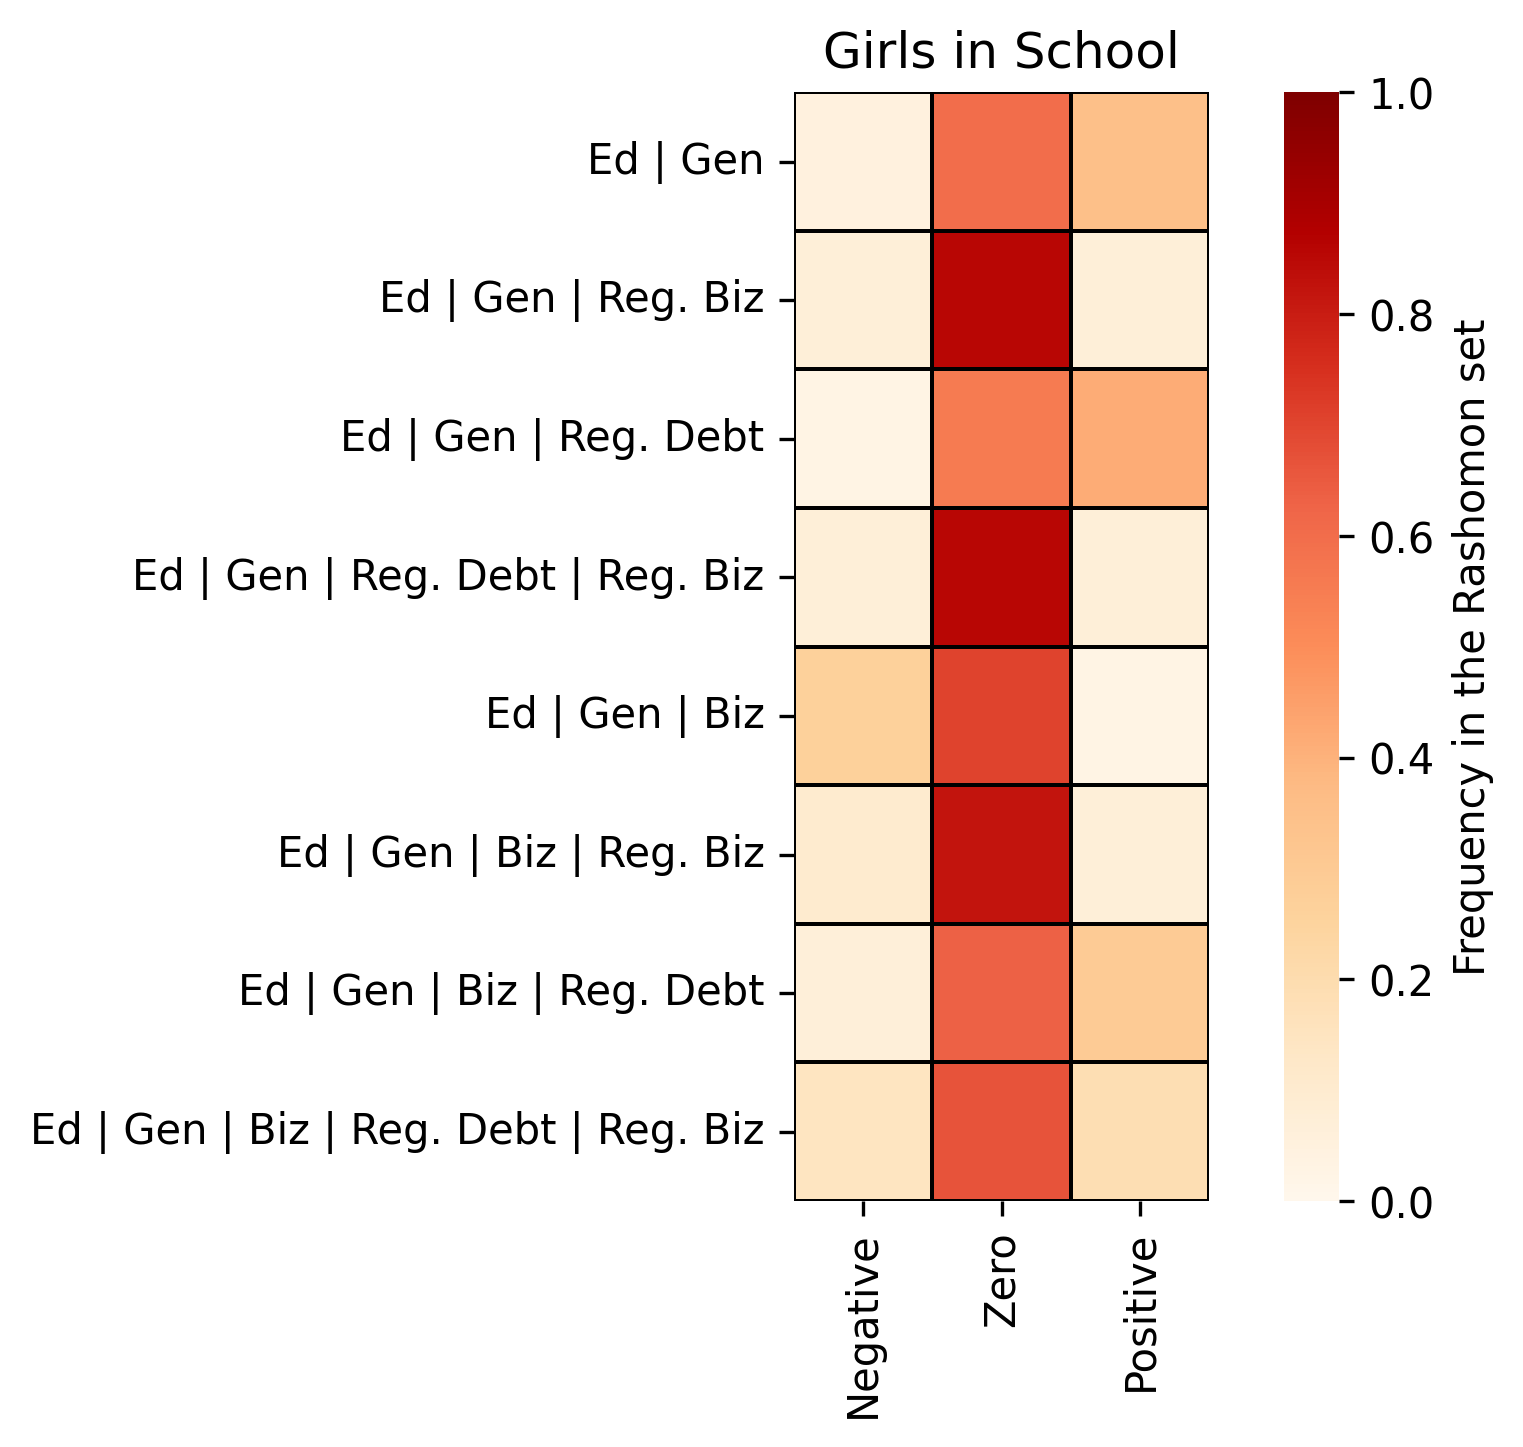 Girls in School
Ed | Gen
Ed | Gen | Reg. Biz
Ed | Gen | Reg. Debt
Ed | Gen | Reg. Debt | Reg. Biz
Ed | Gen | Biz
Ed | Gen | Biz | Reg. Biz
Ed | Gen | Biz | Reg. Debt
Ed | Gen | Biz | Reg. Debt | Reg. Biz
Negative
Zero
Positive
1.0
0.8
0.6
0.4
0.2
0.0
Frequency in the Rashomon set